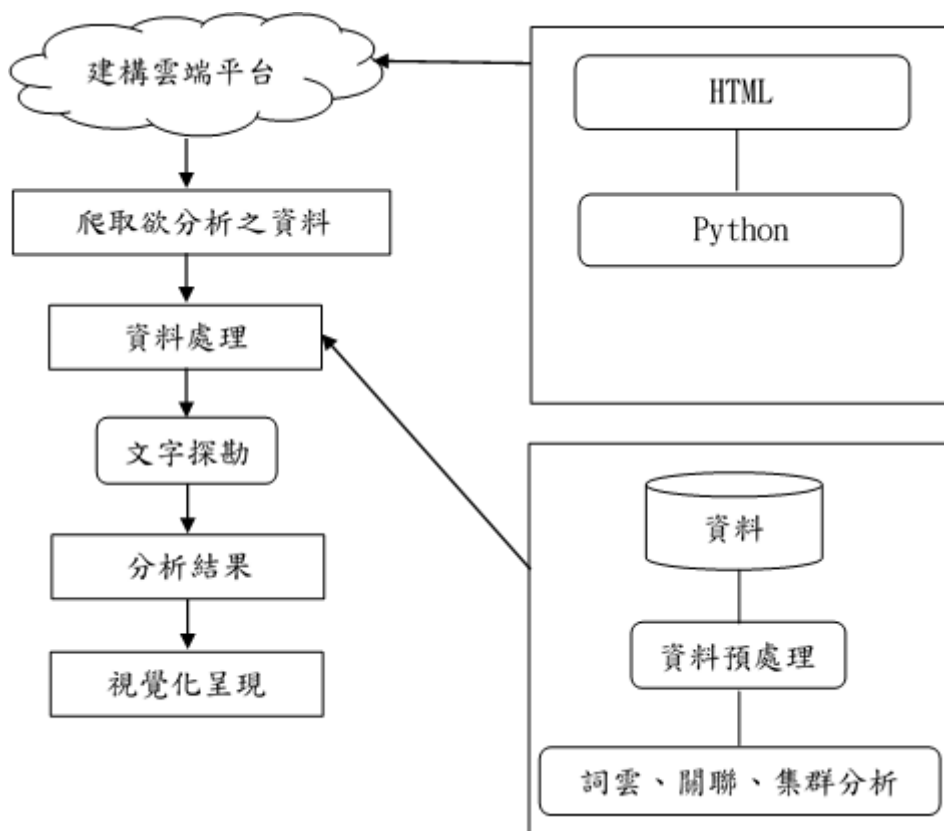 建構雲端平台
爬取欲分析之資料
資料處理
文字探勘
分析結果
視覺化呈現
HTML
Python
資料
資料預處理
詞雲、關聯、集群分析